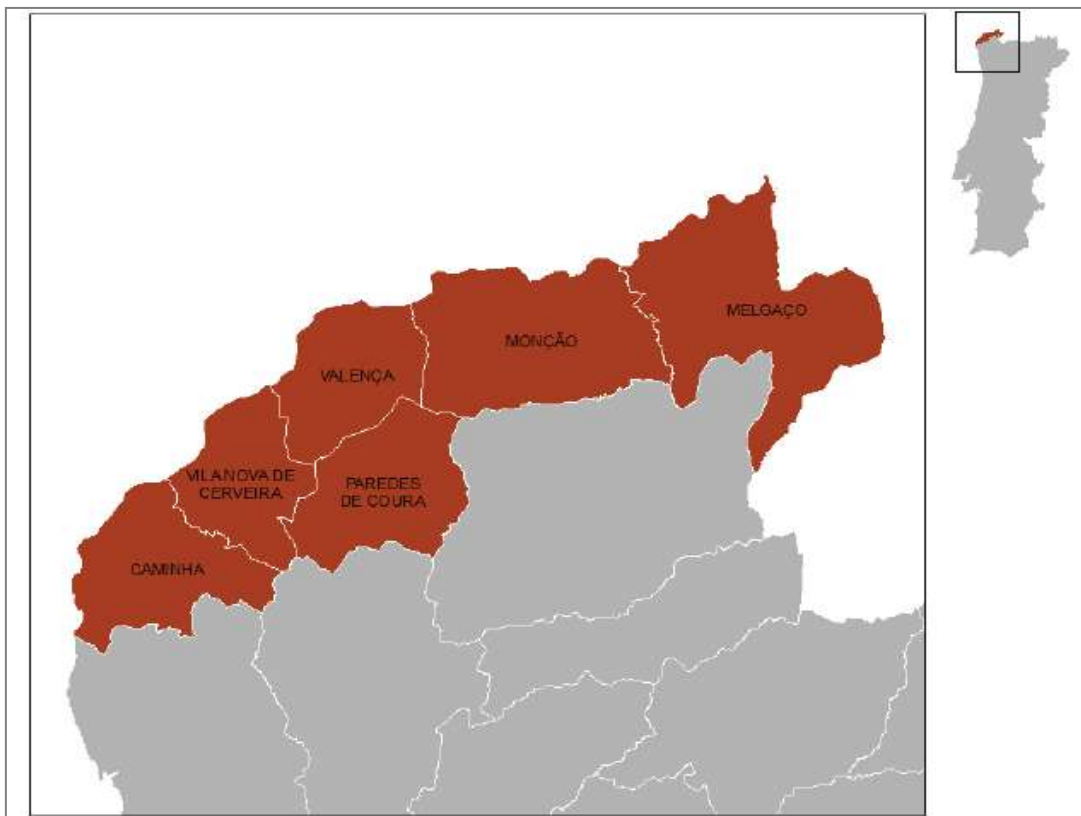 MELGAÇO
MONÇÃO
VALENÇA
VILA NOVA DE
CERVEIRA
PAREDES
DE COURA
CAMINHA